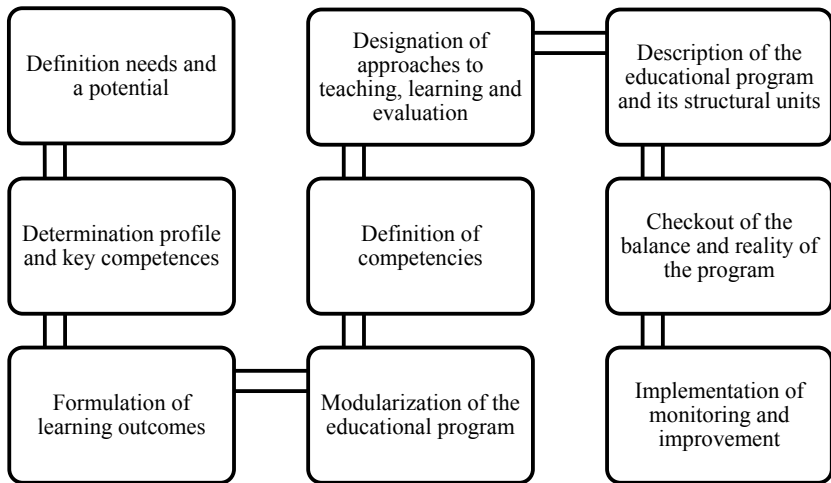 Definition needs and
a potential
Determination profile
and key competences
Formulation of
learning outcomes
Modularization of the
educational program
Definition of
competencies
Designation of
approaches to
teaching, learning and
evaluation
Description of the
educational program
and its structural units
Checkout of the
balance and reality of
the program
Implementation of
monitoring and
improvement